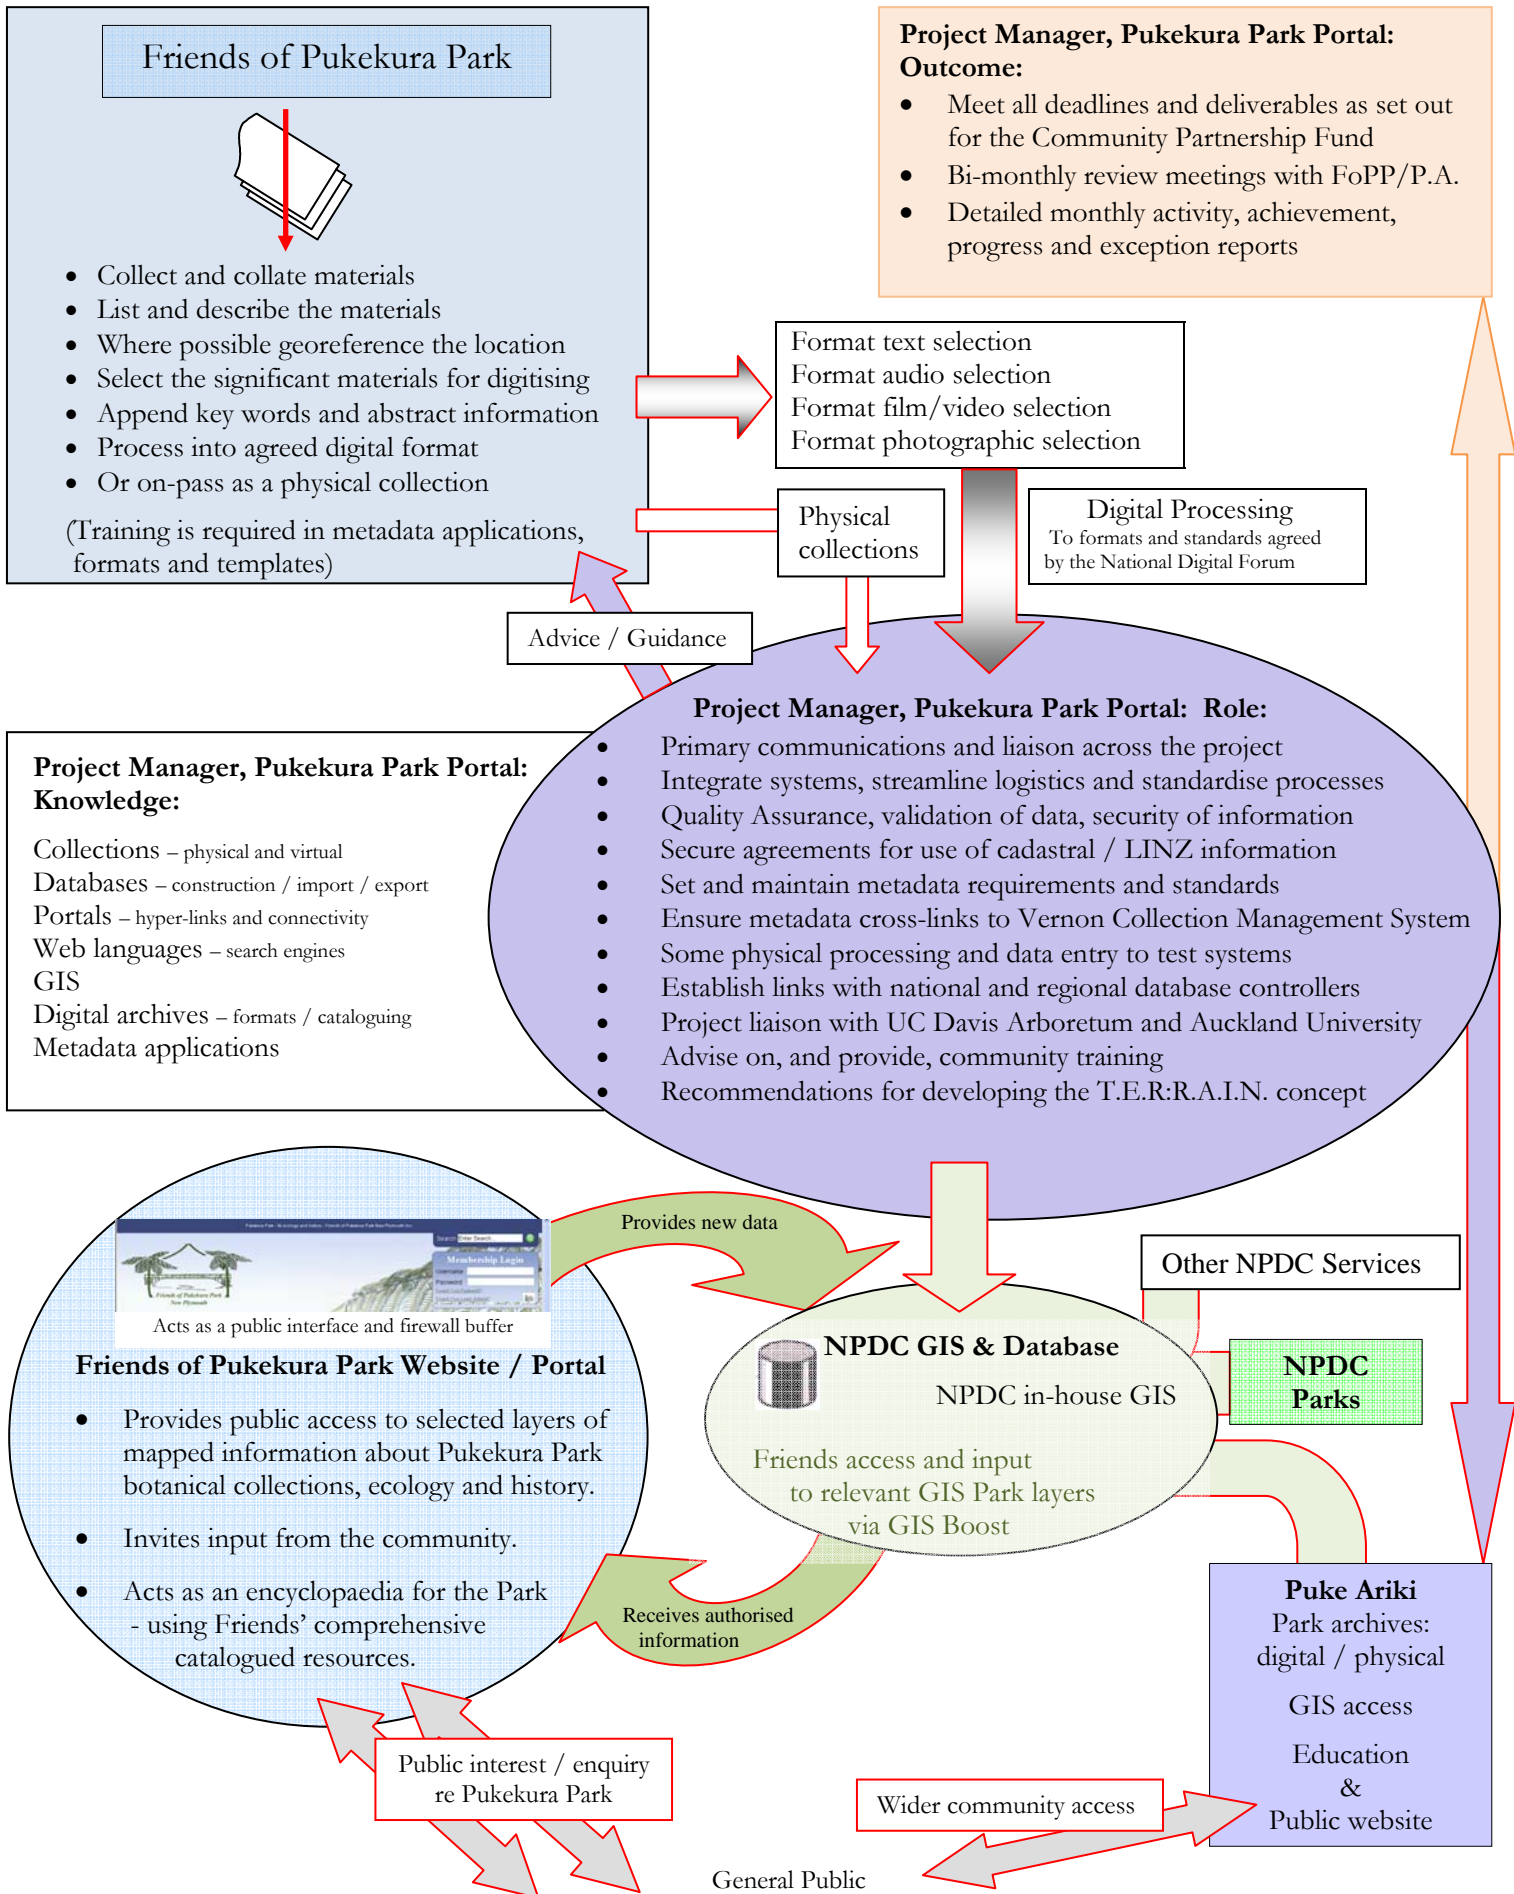 Friends of Pukekura Park
• Collect and collate materials
• List and describe the materials
• Where possible georeference the location
• Select the significant materials for digitising
• Append key words and abstract information
• Process into agreed digital format
• Or on-pass as a physical collection
(Training is required in metadata applications,
formats and templates)
Project Manager, Pukekura Park Portal:
Outcome:
• Meet all deadlines and deliverables as set out
for the Community Partnership Fund
• Bi-monthly review meetings with FoPP/P.A.
• Detailed monthly activity, achievement,
progress and exception reports
Format text selection
Format audio selection
Format film/video selection
Format photographic selection
Physical
collections
Digital Processing
To formats and standards agreed
by the National Digital Forum
Advice / Guidance
Project Manager, Pukekura Park Portal:
Knowledge:
Collections – physical and virtual
Databases – construction / import / export
Portals – hyper-links and connectivity
Web languages – search engines
GIS
Digital archives – formats / cataloguing
Metadata applications
Project Manager, Pukekura Park Portal: Role:
• Primary communications and liaison across the project
• Integrate systems, streamline logistics and standardise processes
• Quality Assurance, validation of data, security of information
• Secure agreements for use of cadastral / LINZ information
• Set and maintain metadata requirements and standards
• Ensure metadata cross-links to Vernon Collection Management System
• Some physical processing and data entry to test systems
• Establish links with national and regional database controllers
• Project liaison with UC Davis Arboretum and Auckland University
• Advise on, and provide, community training
• Recommendations for developing the T.E.R:R.A.I.N. concept
Search Enter Search...
Membership Login
Username
Password
Friends of Pukekura Park
New Plymouth
Acts as a public interface and firewall buffer
Friends of Pukekura Park Website / Portal
• Provides public access to selected layers of
mapped information about Pukekura Park
botanical collections, ecology and history.
• Invites input from the community.
• Acts as an encyclopaedia for the Park
- using Friends’ comprehensive
catalogued resources.
Provides new data
NPDC GIS & Database
NPDC in-house GIS
Friends access and input
to relevant GIS Park layers
via GIS Boost
Receives authorised
information
Other NPDC Services
NPDC
Parks
Puke Ariki
Park archives:
digital / physical
GIS access
Education
&
Public website
Public interest / enquiry
re Pukekura Park
Wider community access
General Public